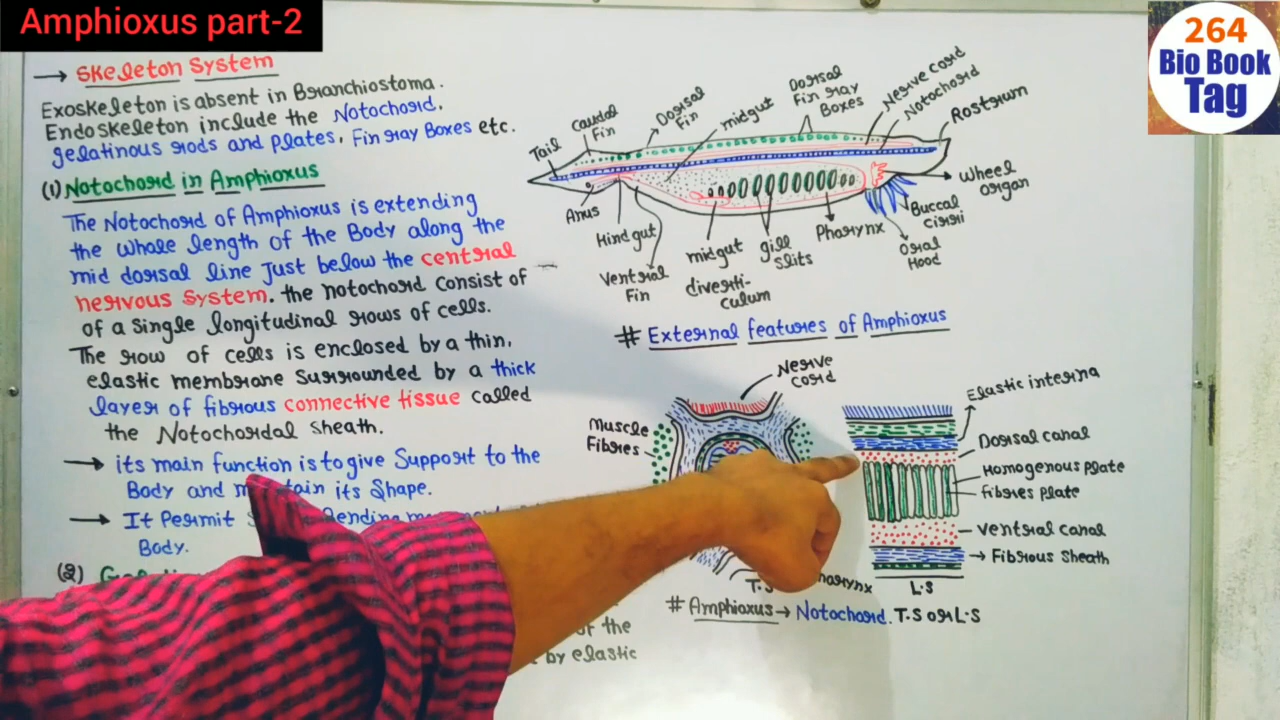 Amphioxus part-2
264
Bio Book
Tag
→ Skeleton System
Exoskeleton is absent in Branchiostoma.
Endoskeleton include the Notochord,
gelatinous rods and plates, Fin ray Boxes etc.
(1) Notochord in Amphioxus
The Notochord of Amphioxus is extending
the whole length of the Body along the
mid dorsal line just below the central
nervous system. the notochord consist of
of a single longitudinal rows of cells.
The row of cells is enclosed by a thin,
elastic membrane surrounded by a thick
layer of fibrous connective tissue called
the Notochordal sheath.
→ its main function is to give Support to the
Body and its Shape.
→ It Permit
Body.
(2)
the
by elastic
Tail
Caudal
Fin
Dorsal
Fin
midgut
Dorsal
Fin ray
Boxes
Nerve cord
Notochord
Rostrum
Wheel
organ
Buccal
cirri
Oral
Hood
Pharynx
gill
slits
midgut
diverti-
culum
Ventral
Fin
Hindgut
Anus
# External features of Amphioxus
Nerve
cord
Muscle
Fibres
T.S
Elastic interna
Dorsal canal
Homogenous plate
fibres plate
ventral canal
→ Fibrous sheath
L.S
# Amphioxus → Notochord. T.S or L.S